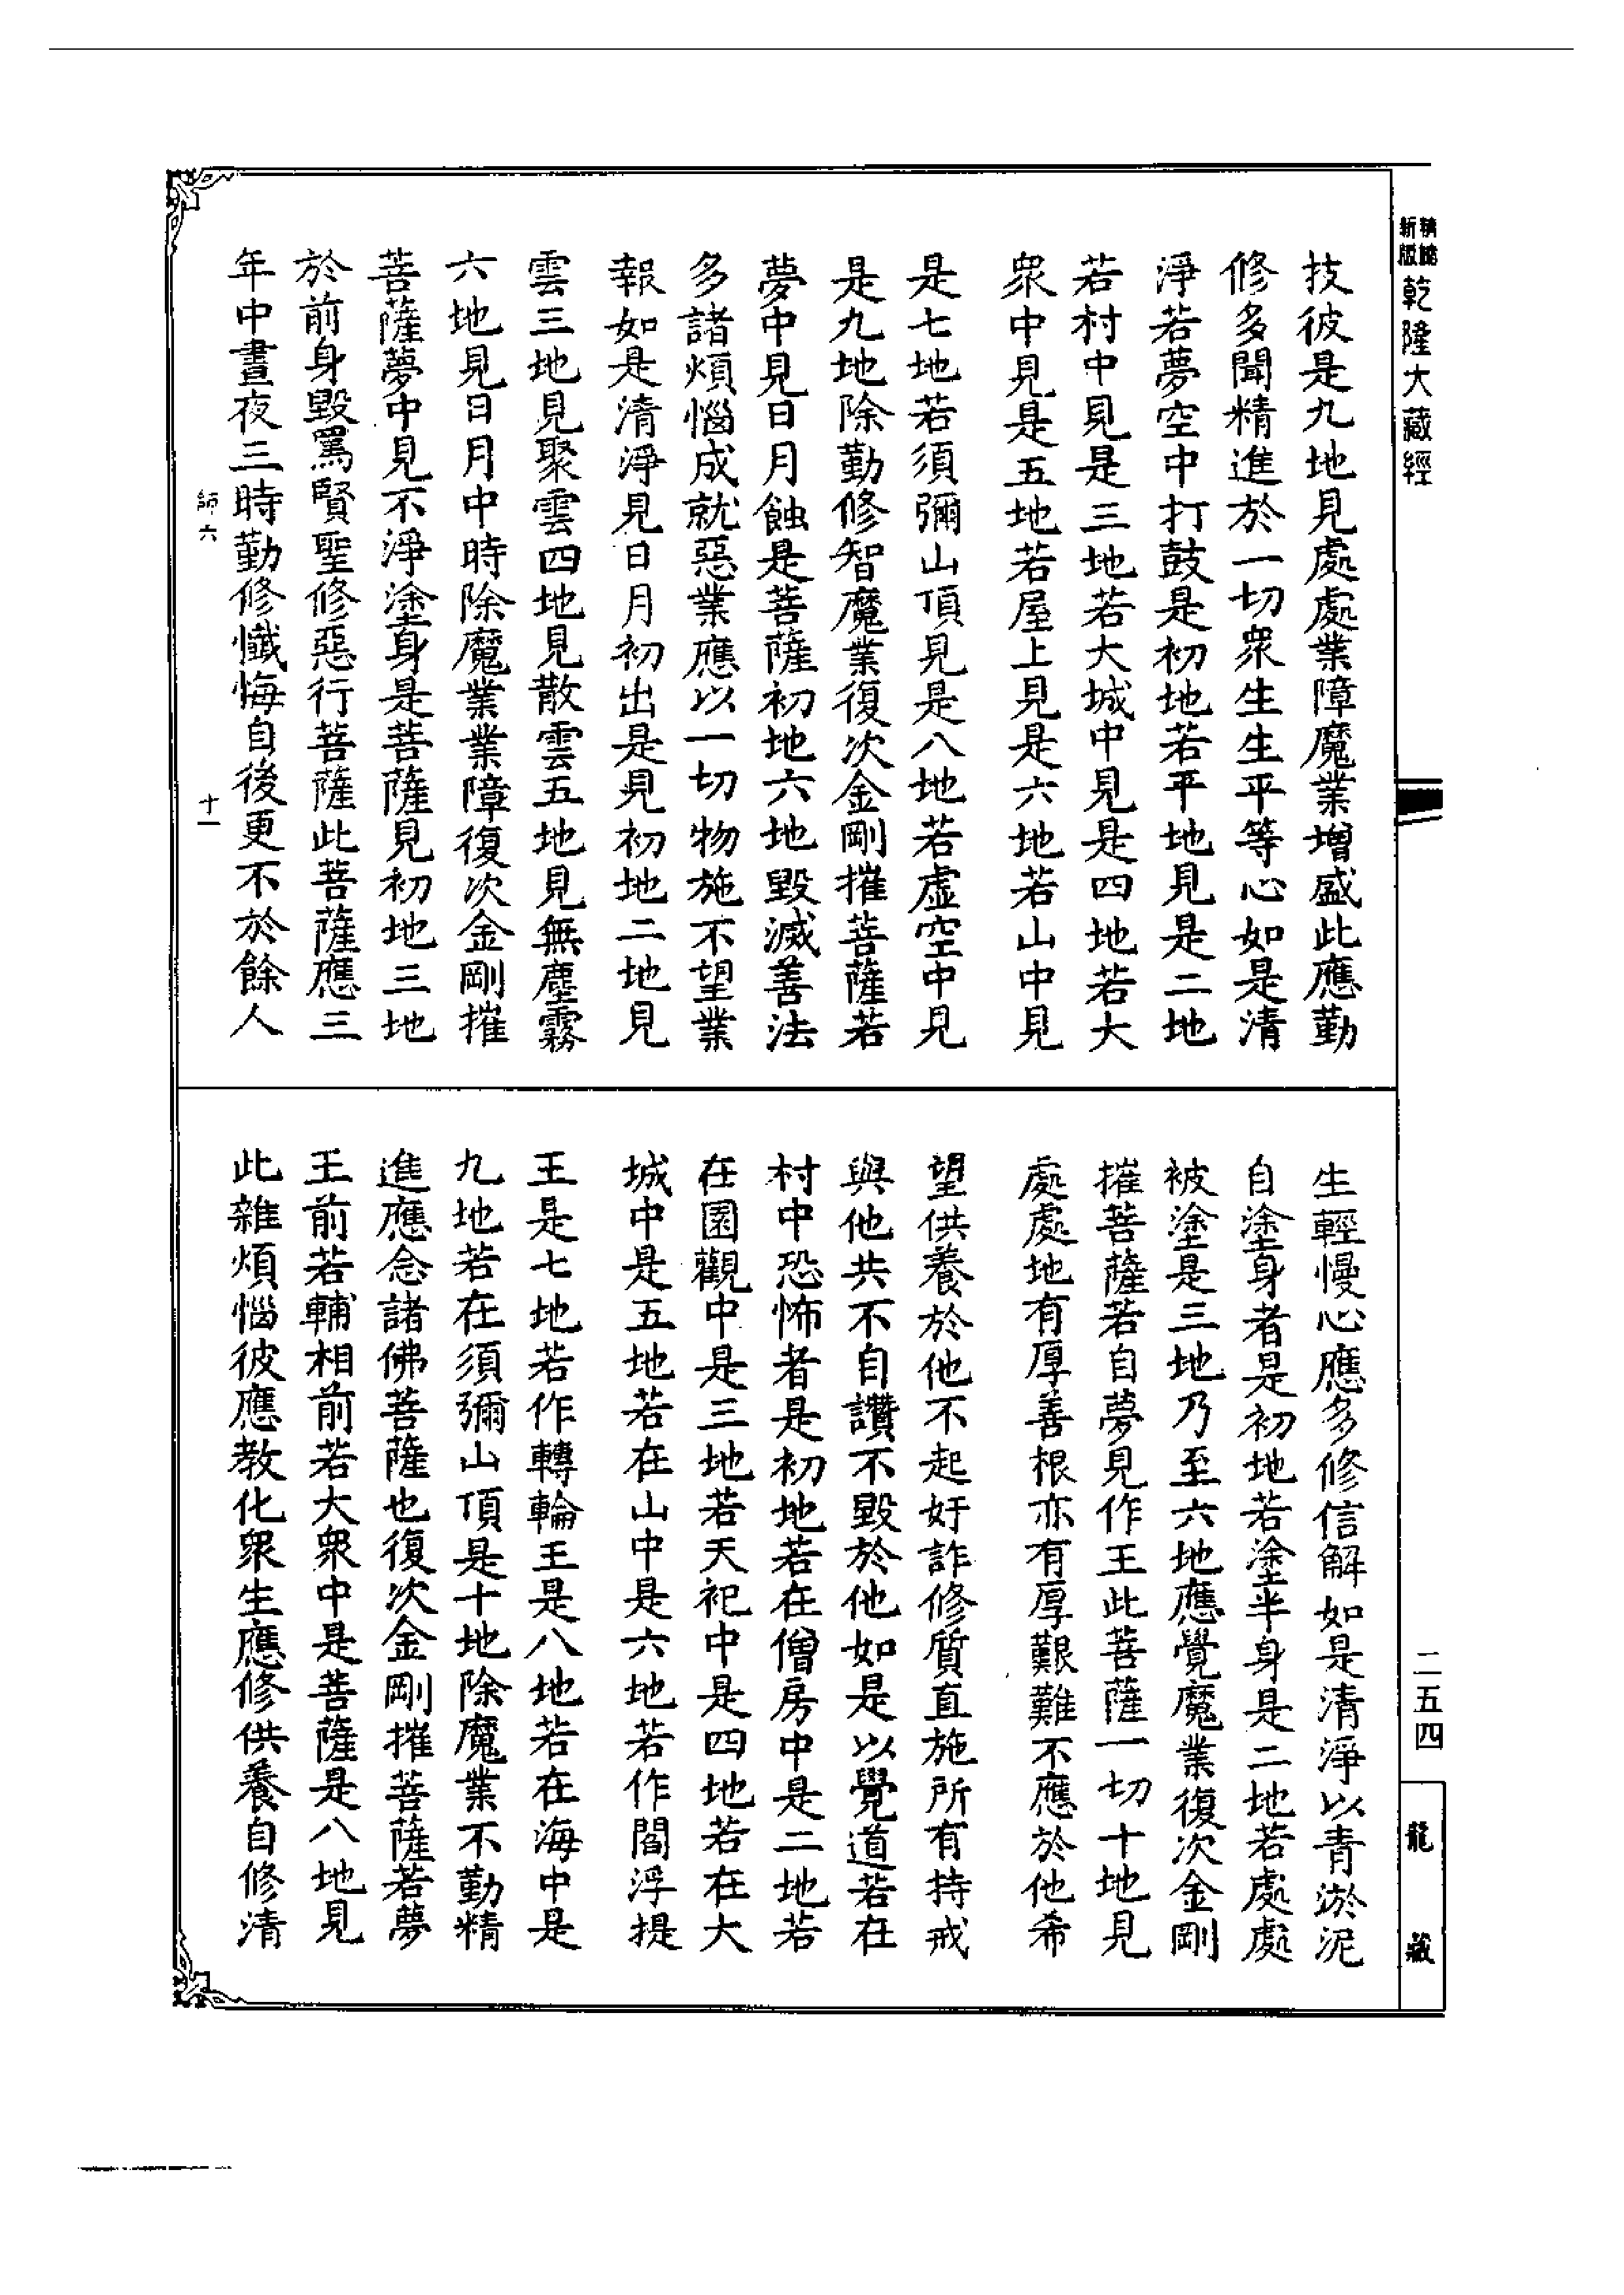 乾隆大藏經
技彼是九地見處處業障魔業增盛此應勤
修多聞精進於一切衆生生平等心如是清
淨若夢空中打鼓是初地若平地見是二地
若村中見是三地若大城中見是四地若大
衆中見是五地若屋上見是六地若山中見
是七地若須彌山頂見是八地若虛空中見
是九地除勤修智魔業復次金剛摧菩薩若
夢中見日月蝕是菩薩初地六地毀滅善法
多諸煩惱成就惡業應以一切物施不望業
報如是清淨見日月初出是見初地二地見
雲三地見聚雲四地見散雲五地見無塵霧
六地見日月中時除魔業業障復次金剛摧
菩薩夢中見不淨塗身是菩薩見初地三地
於前身毀罵賢聖修惡行菩薩此菩薩應三
年中晝夜三時勤修懺悔自後更不於餘人
師六
十一
生輕慢心應多修信解如是清淨以青淤泥
自塗身者是初地若塗半身是二地若處處
被塗是三地乃至六地應覺魔業復次金剛
摧菩薩若自夢見作王此菩薩一切十地見
處處地有厚善根亦有厚艱難不應於他希
望供養於他不起奸詐修質直施所有持戒
與他共不自讚不毀於他如是以覺道若在
村中恐怖者是初地若在僧房中是二地若
在園觀中是三地若天祀中是四地若在大
城中是五地若在山中是六地若作閻浮提
王是七地若作轉輪王是八地若在海中是
九地若在須彌山頂是十地除魔業不勤精
進應念諸佛菩薩也復次金剛摧菩薩若夢
王前若輔相前若大衆中是菩薩是八地見
此雜煩惱彼應教化衆生應修供養自修清
二五四
龍藏